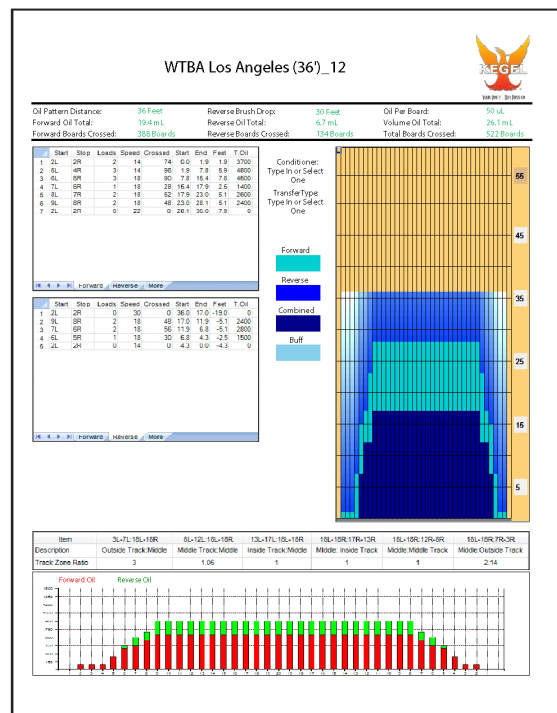 WTBA Los Angeles (36')_12
KEGEL
Oil Pattern Distance: 36 Feet Reverse Brush Drop: 30 Feet Oil Per Board: 50 uL
Forward Oil Total: 19.4 mL Reverse Oil Total: 6.7 mL Volume Oil Total: 26.1 mL
Forward Boards Crossed: 388 Boards Reverse Boards Crossed: 134 Boards Total Boards Crossed: 522 Boards
Start Stop Loads Speed Crossed Start End Feet T.Oil
1 2L 2R 2 14 74 0.0 1.9 1.9 3700
2 5L 4R 3 14 96 1.9 7.8 5.9 4800
3 6L 5R 3 18 90 7.8 15.4 7.6 4500
4 7L 6R 1 18 28 15.4 17.9 2.5 1400
5 8L 7R 2 18 52 17.9 23.0 5.1 2600
6 9L 8R 2 18 48 23.0 28.1 5.1 2400
7 2L 2R 0 22 0 28.1 36.0 7.9 0
Forward Reverse More
Start Stop Loads Speed Crossed Start End Feet T.Oil
1 2L 2R 0 30 0 36.0 17.0 -19.0 0
2 9L 8R 2 18 48 17.0 11.9 -5.1 2400
3 7L 6R 2 18 56 11.9 6.8 -5.1 2800
4 6L 5R 1 18 30 6.8 4.3 -2.5 1500
5 2L 2R 0 14 0 4.3 0.0 -4.3 0
Forward Reverse More
Conditioner:
Type In or Select
One
TransferType:
Type In or Select
One
Forward
Reverse
Combined
Buff
55
45
35
25
15
5
Item 3L-7L:18L-18R 8L-12L:18L-18R 13L-17L:18L-18R 18L-18R:17R-13R 18L-18R:12R-8R 18L-18R:7R-3R
Description Outside Track:Middle Middle Track:Middle Inside Track:Middle Middle: Inside Track Middle:Middle Track Middle:Outside Track
Track Zone Ratio 3 1.06 1 1 1 2.14
Forward Oil Reverse Oil